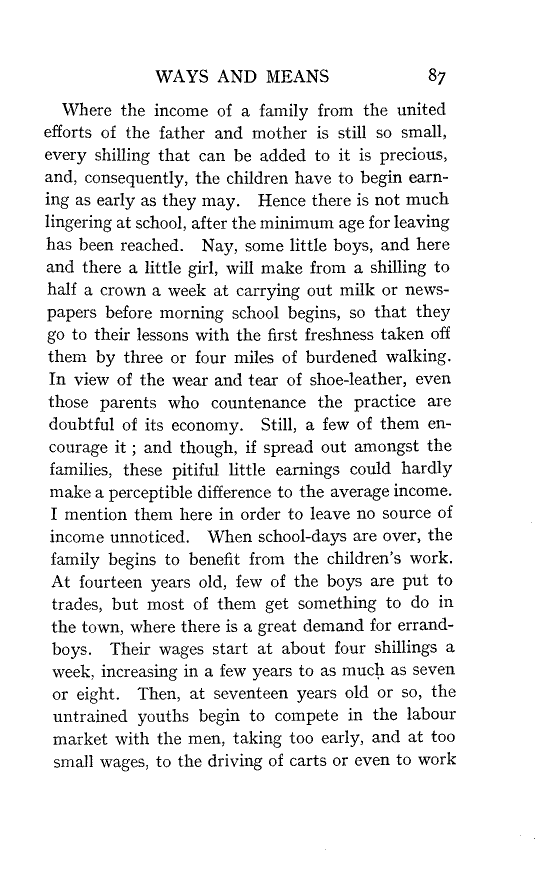 WAYS AND MEANS 87
Where the income of a family from the united
efforts of the father and mother is still so small,
every shilling that can be added to it is precious,
and, consequently, the children have to begin earn-
ing as early as they may. Hence there is not much
lingering at school, after the minimum age for leaving
has been reached. Nay, some little boys, and here
and there a little girl, will make from a shilling to
half a crown a week at carrying out milk or news-
papers before morning school begins, so that they
go to their lessons with the first freshness taken off
them by three or four miles of burdened walking.
In view of the wear and tear of shoe-leather, even
those parents who countenance the practice are
doubtful of its economy. Still, a few of them en-
courage it ; and though, if spread out amongst the
families, these pitiful little earnings could hardly
make a perceptible difference to the average income.
I mention them here in order to leave no source of
income unnoticed. When school-days are over, the
family begins to benefit from the children's work.
At fourteen years old, few of the boys are put to
trades, but most of them get something to do in
the town, where there is a great demand for errand-
boys. Their wages start at about four shillings a
week, increasing in a few years to as much as seven
or eight. Then, at seventeen years old or so, the
untrained youths begin to compete in the labour
market with the men, taking too early, and at too
small wages, to the driving of carts or even to work